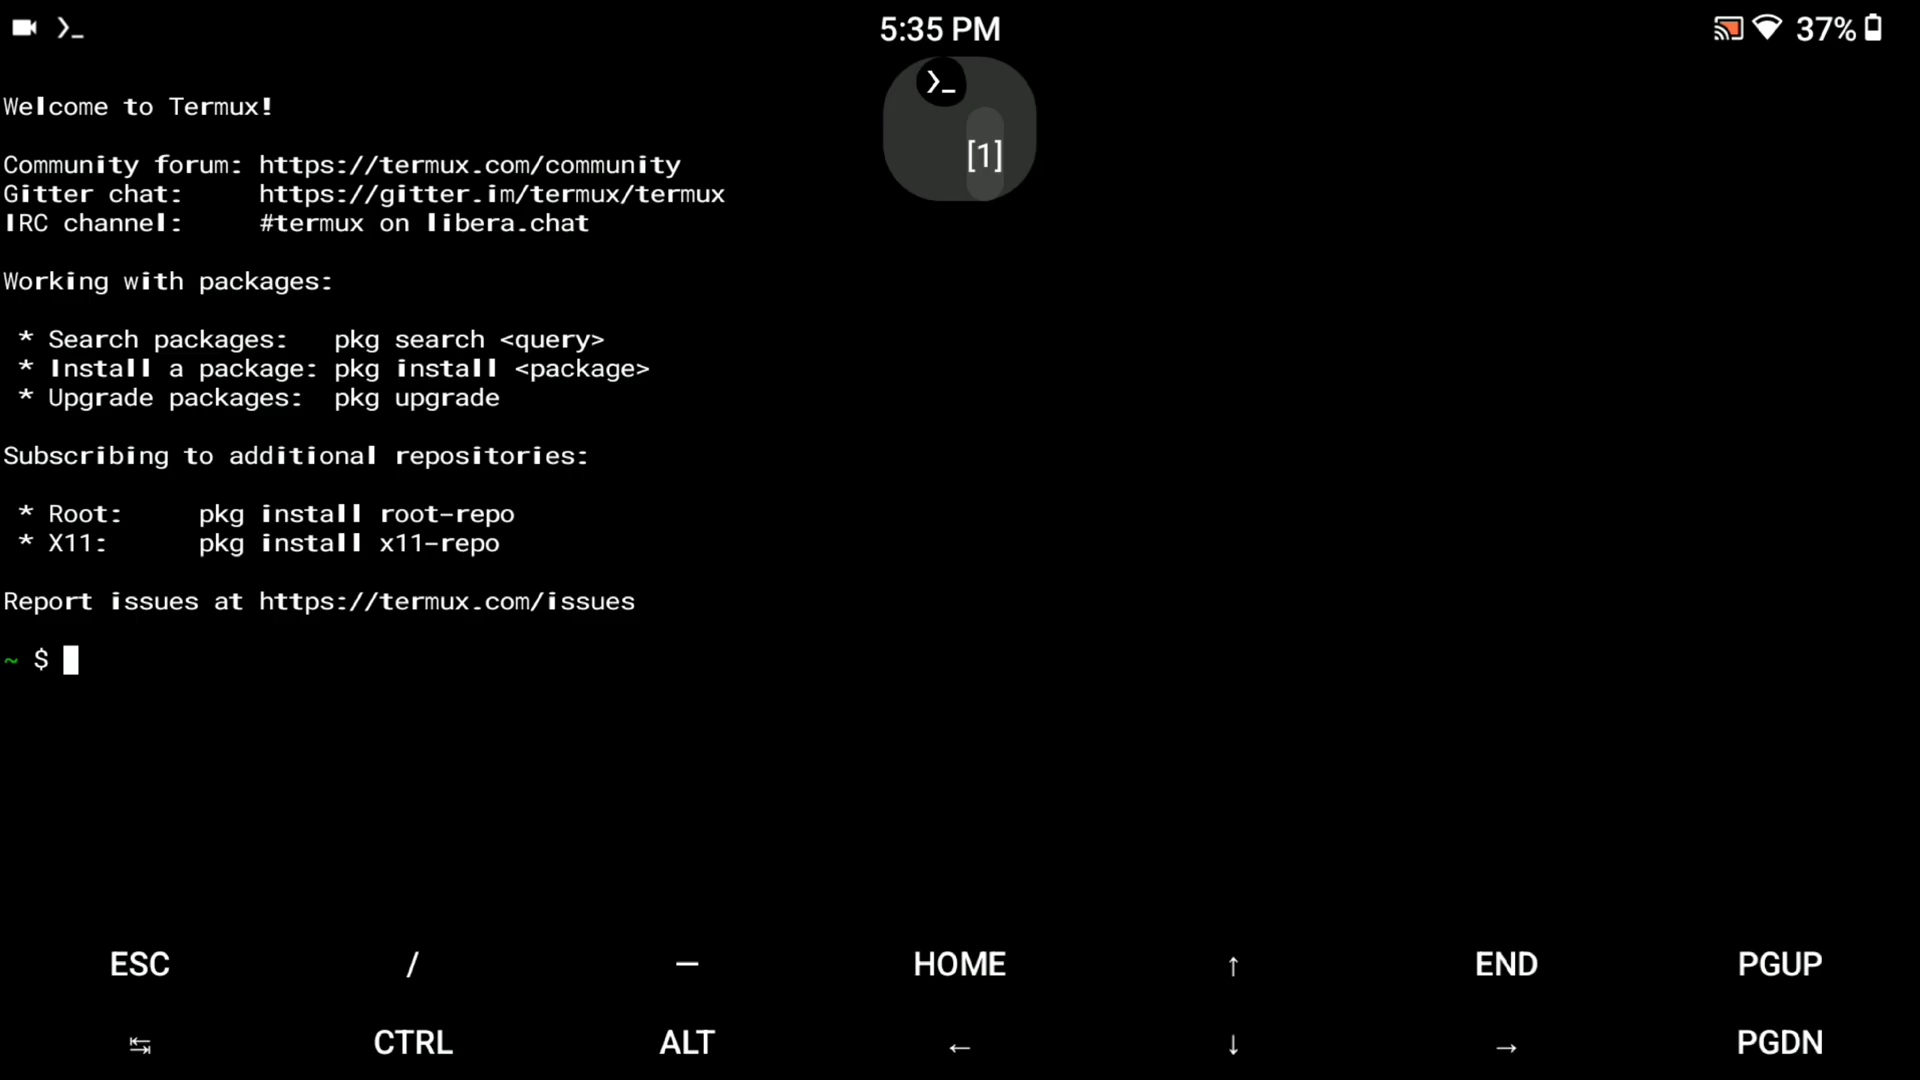 5:35 PM
37%
[1]
Welcome to Termux!
Community forum: https://termux.com/community
Gitter chat:     https://gitter.im/termux/termux
IRC channel:     #termux on libera.chat
Working with packages:
 * Search packages:   pkg search <query>
 * Install a package: pkg install <package>
 * Upgrade packages:  pkg upgrade
Subscribing to additional repositories:
 * Root:     pkg install root-repo
 * X11:      pkg install x11-repo
Report issues at https://termux.com/issues
~ $
ESC / — HOME ↑ END PGUP
⇆ CTRL ALT ← ↓ → PGDN